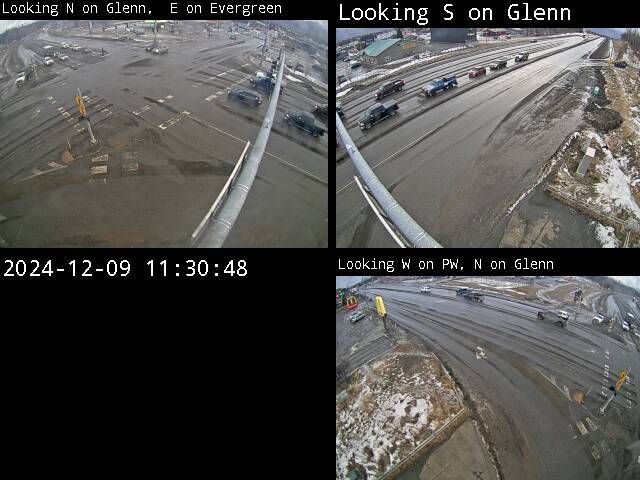 Looking N on Glenn,  E on Evergreen
Looking S on Glenn
2024-12-09 11:30:48
Looking W on PW, N on Glenn